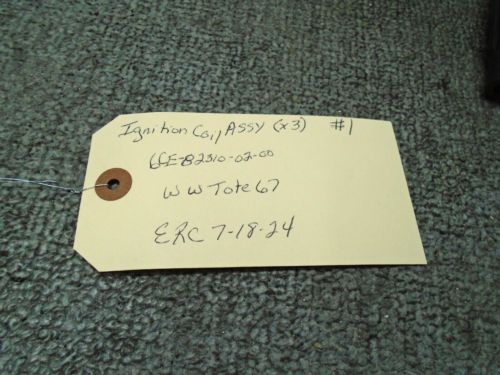 Ignition Coil Assy (x3) #1
6CE-82310-02-00
WW Tote 67
ERC 7-18-24